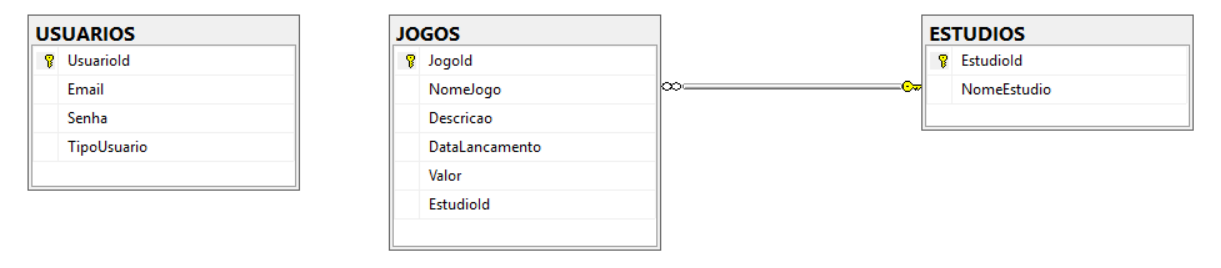 USUARIOS
UsuarioId
Email
Senha
TipoUsuario
JOGOS
JogoId
NomeJogo
Descricao
DataLancamento
Valor
EstudioId
ESTUDIOS
EstudioId
NomeEstudio